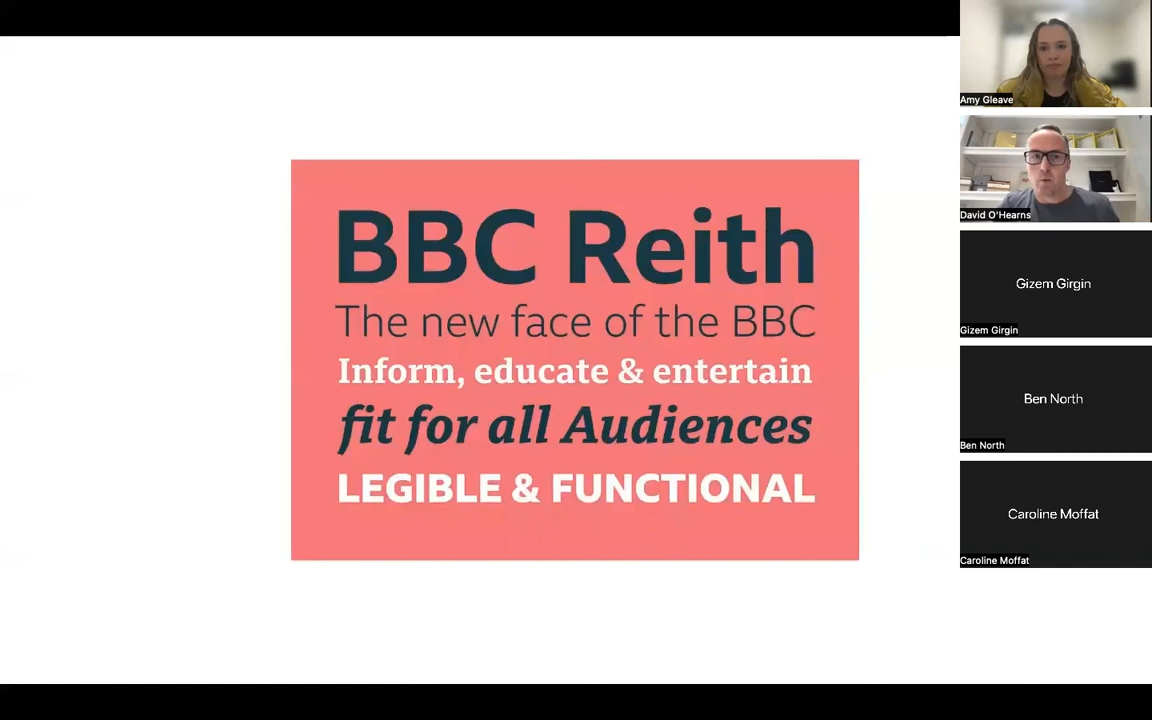 BBC Reith
The new face of the BBC
Inform, educate & entertain
fit for all Audiences
LEGIBLE & FUNCTIONAL
Amy Gleave
David O'Hearns
Gizem Girgin
Gizem Girgin
Ben North
Ben North
Caroline Moffat
Caroline Moffat